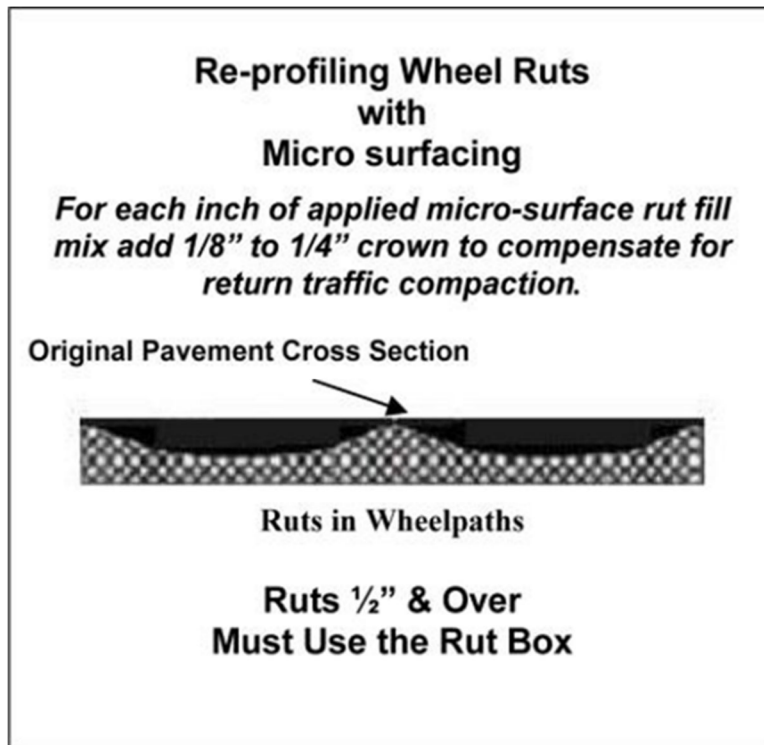 Re-profiling Wheel Ruts
with
Micro surfacing
For each inch of applied micro-surface rut fill
mix add 1/8” to 1/4” crown to compensate for
return traffic compaction.
Original Pavement Cross Section
Ruts in Wheelpaths
Ruts ½” & Over
Must Use the Rut Box